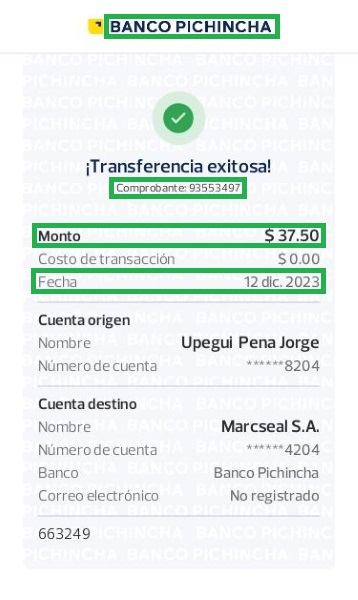 BANCO PICHINCHA
¡Transferencia exitosa!
Comprobante: 93553497
Monto $ 37.50
Costo de transacción $ 0.00
Fecha 12 dic. 2023
Cuenta origen
Nombre Upegui Pena Jorge
Número de cuenta ******8204
Cuenta destino
Nombre Marcseal S.A.
Número de cuenta ******4204
Banco Banco Pichincha
Correo electrónico No registrado
663249